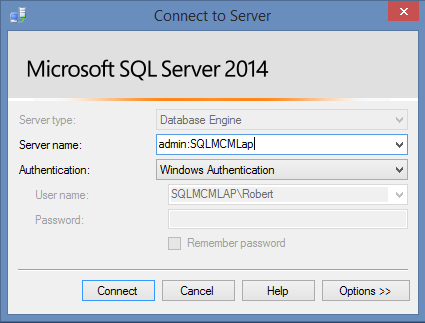 Connect to Server
Microsoft SQL Server 2014
Server type: Database Engine
Server name: admin:SQLMCMLap
Authentication: Windows Authentication
User name: SQLMCMLAP\Robert
Password:
Remember password
Connect Cancel Help Options >>